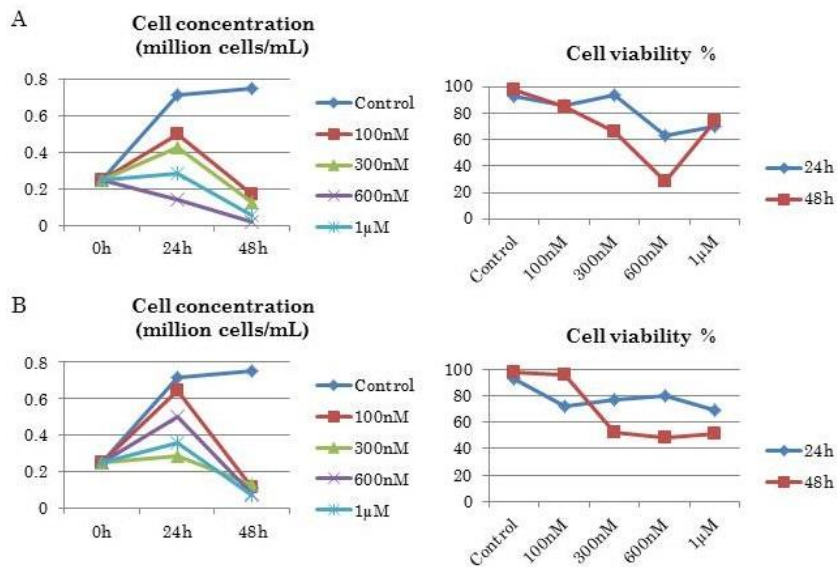 A
Cell concentration
(million cells/mL)
0.8
0.6
0.4
0.2
0
0h
24h
48h
Control
100nM
300nM
600nM
1µM
Cell viability %
100
80
60
40
20
0
Control
100nM
300nM
600nM
1µM
24h
48h
B
Cell concentration
(million cells/mL)
0.8
0.6
0.4
0.2
0
0h
24h
48h
Control
100nM
300nM
600nM
1µM
Cell viability %
100
80
60
40
20
0
Control
100nM
300nM
600nM
1µM
24h
48h